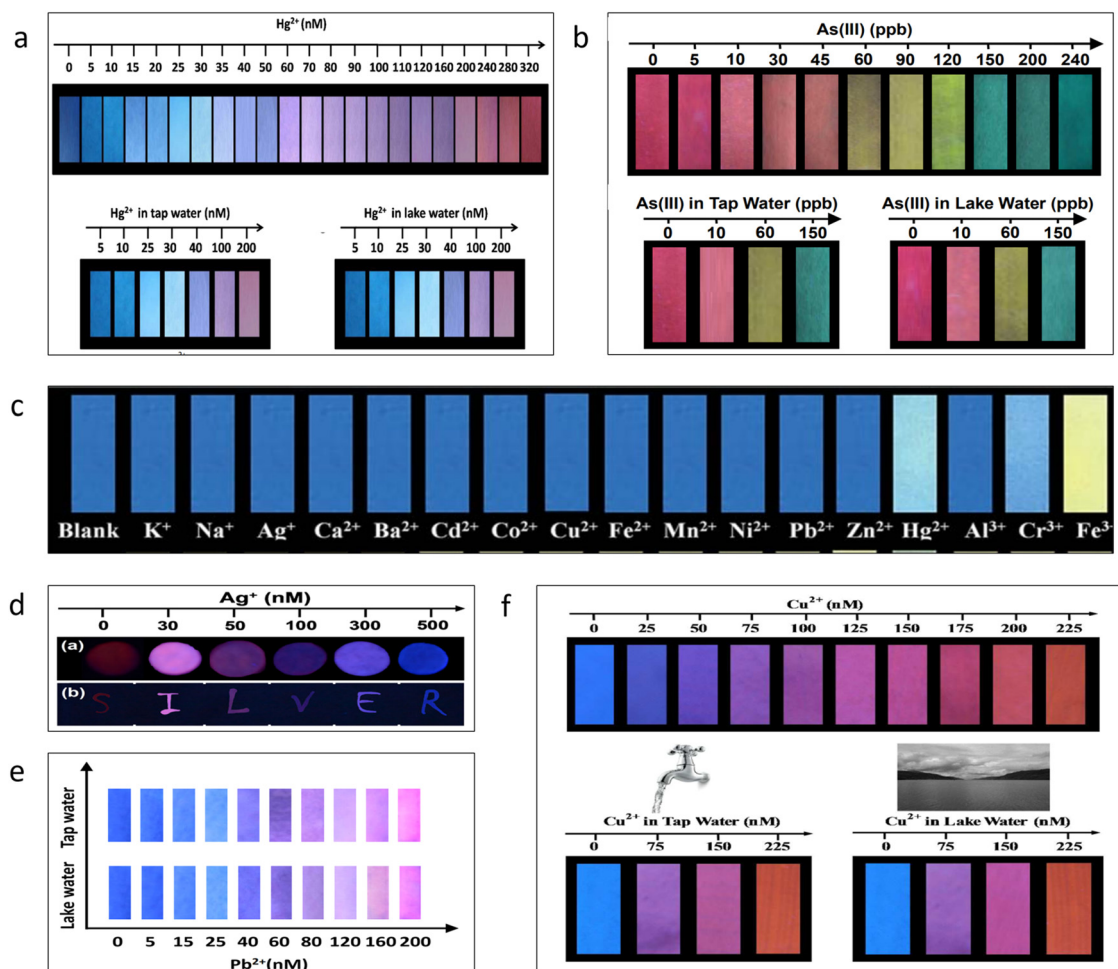 a
Hg²⁺ (nM)
0 5 10 15 20 25 30 35 40 50 60 70 80 90 100 110 120 160 200 240 280 320
Hg²⁺ in tap water (nM)
5 10 25 30 40 100 200
Hg²⁺ in lake water (nM)
5 10 25 30 40 100 200
b
As(III) (ppb)
0 5 10 30 45 60 90 120 150 200 240
As(III) in Tap Water (ppb)
0 10 60 150
As(III) in Lake Water (ppb)
0 10 60 150
c
Blank K⁺ Na⁺ Ag⁺ Ca²⁺ Ba²⁺ Cd²⁺ Co²⁺ Cu²⁺ Fe²⁺ Mn²⁺ Ni²⁺ Pb²⁺ Zn²⁺ Hg²⁺ Al³⁺ Cr³⁺ Fe³⁺
d
Ag⁺ (nM)
0 30 50 100 300 500
(a)
(b) S I L V E R
e
Tap water
Lake water
0 5 15 25 40 60 80 120 160 200
Pb²⁺(nM)
f
Cu²⁺ (nM)
0 25 50 75 100 125 150 175 200 225
Cu²⁺ in Tap Water (nM)
0 75 150 225
Cu²⁺ in Lake Water (nM)
0 75 150 225